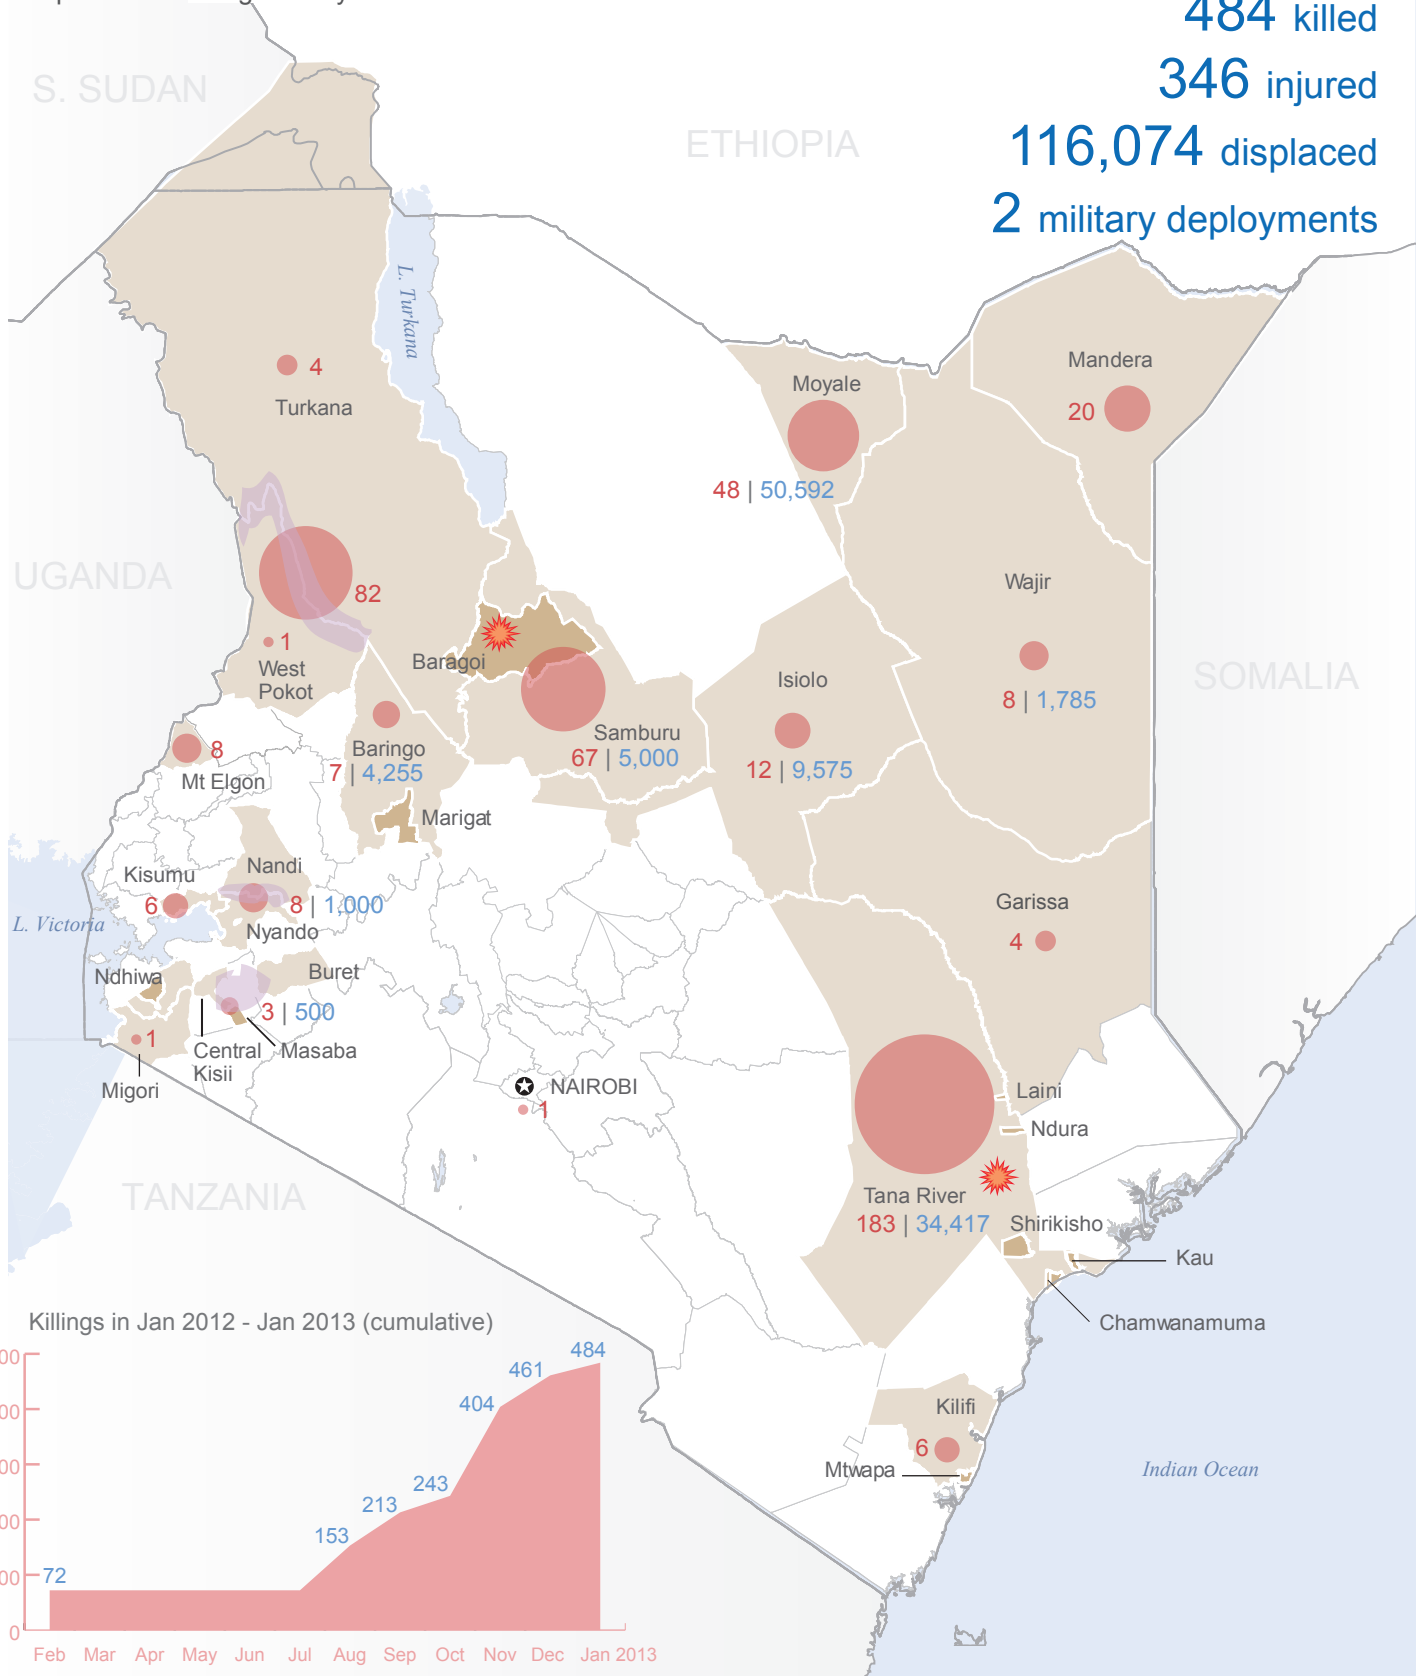 484 killed
346 injured
116,074 displaced
2 military deployments
S. SUDAN
ETHIOPIA
L. Turkana
Mandera
20
Moyale
48 | 50,592
4
Turkana
UGANDA
82
1
West
Pokot
Baragoi
Wajir
8 | 1,785
SOMALIA
Isiolo
12 | 9,575
Samburu
67 | 5,000
8
Mt Elgon
Baringo
7 | 4,255
Marigat
Kisumu
6
Nandi
8 | 1,000
L. Victoria
Nyando
Garissa
4
Ndhiwa
Buret
3 | 500
1
Central
Kisii
Masaba
Migori
NAIROBI
1
Laini
Ndura
TANZANIA
Tana River
183 | 34,417
Shirikisho
Kau
Chamwanamuma
Kilifi
6
Mtwapa
Indian Ocean
Killings in Jan 2012 - Jan 2013 (cumulative)
484
461
404
243
213
153
72
0
Feb Mar Apr May Jun Jul Aug Sep Oct Nov Dec Jan 2013